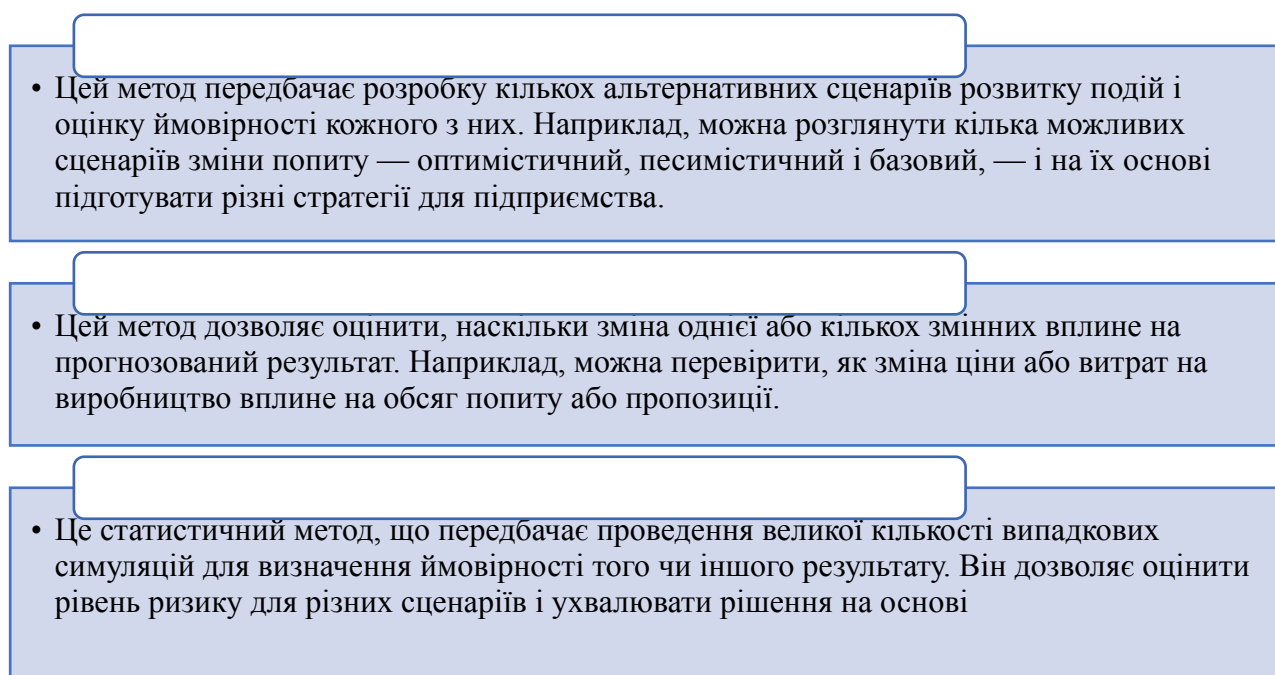 • Цей метод передбачає розробку кількох альтернативних сценаріїв розвитку подій і
оцінку ймовірності кожного з них. Наприклад, можна розглянути кілька можливих
сценаріїв зміни попиту — оптимістичний, песимістичний і базовий, — і на їх основі
підготувати різні стратегії для підприємства.
• Цей метод дозволяє оцінити, наскільки зміна однієї або кількох змінних вплине на
прогнозований результат. Наприклад, можна перевірити, як зміна ціни або витрат на
виробництво вплине на обсяг попиту або пропозиції.
• Це статистичний метод, що передбачає проведення великої кількості випадкових
симуляцій для визначення ймовірності того чи іншого результату. Він дозволяє оцінити
рівень ризику для різних сценаріїв і ухвалювати рішення на основі